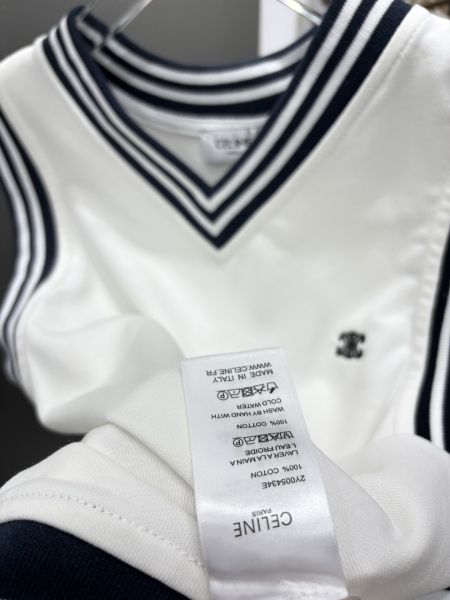 CELINE
PARIS
2Y005434E
100% COTON
LAVER A LA MAIN A
L EAU FROIDE
100% COTTON
WASH BY HAND WITH
COLD WATER
MADE IN ITALY
WWW.CELINE.FR